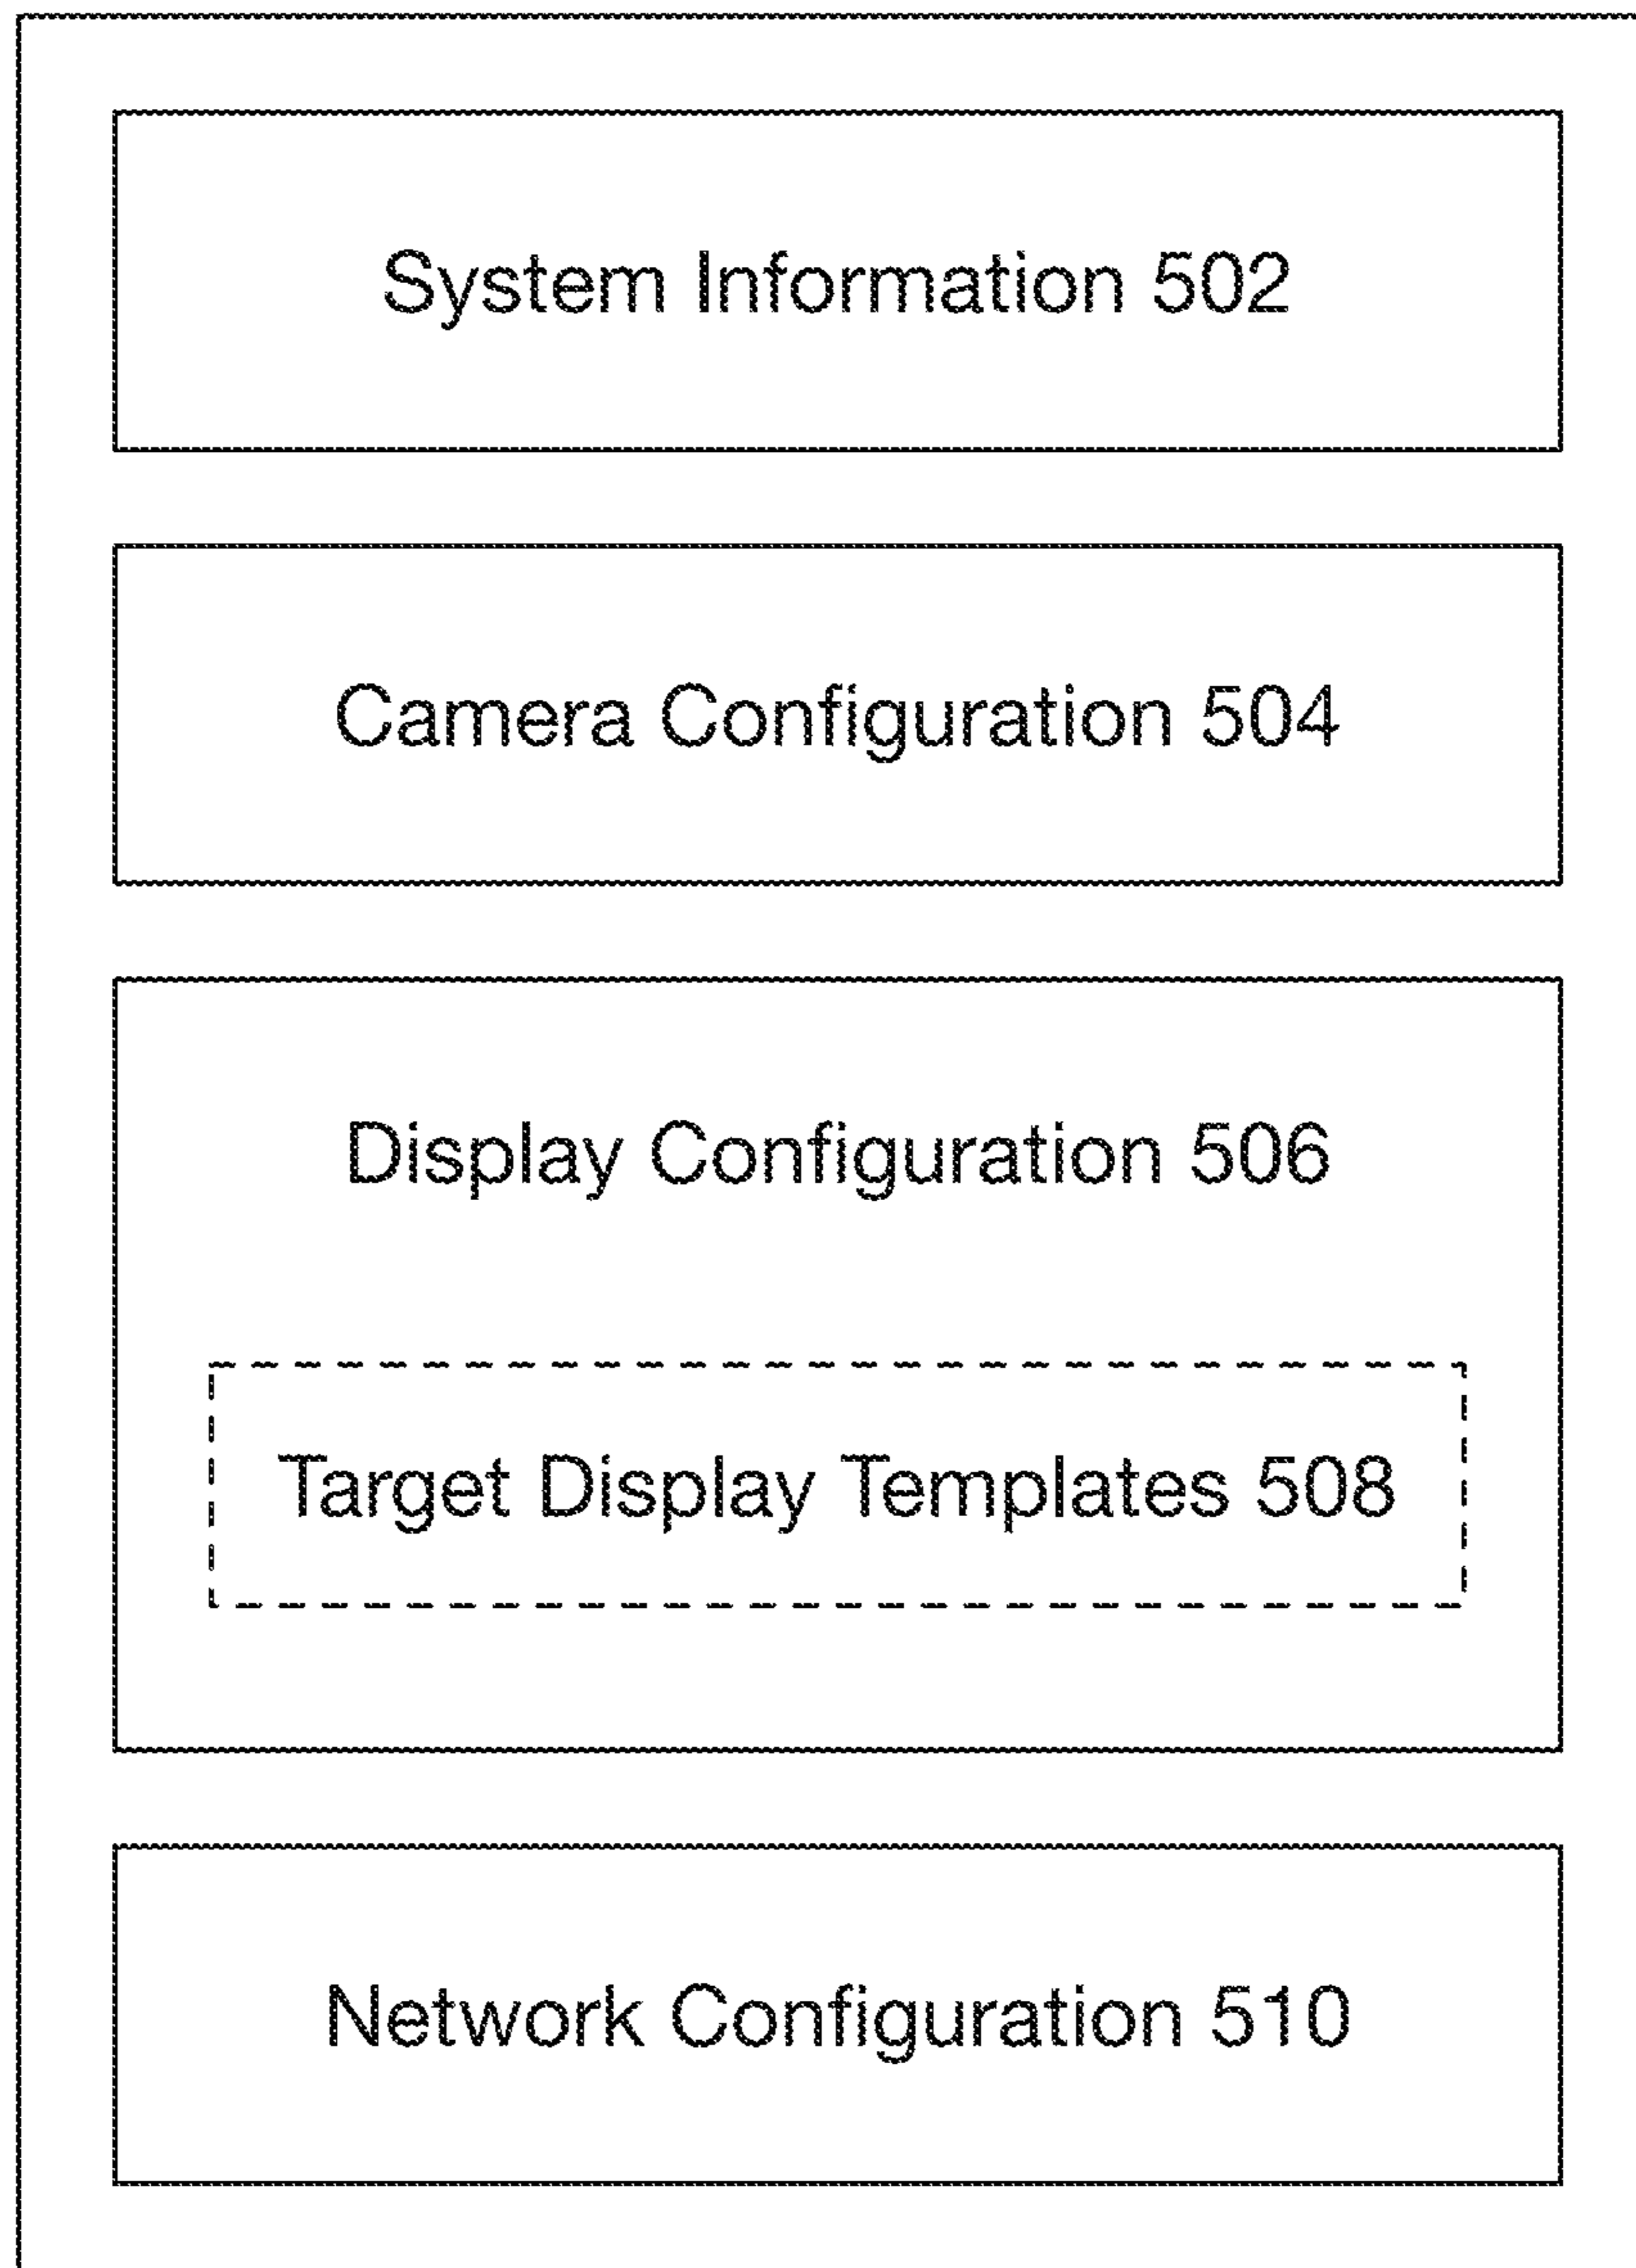 System Information 502
Camera Configuration 504
Display Configuration 506
Target Display Templates 508
Network Configuration 510